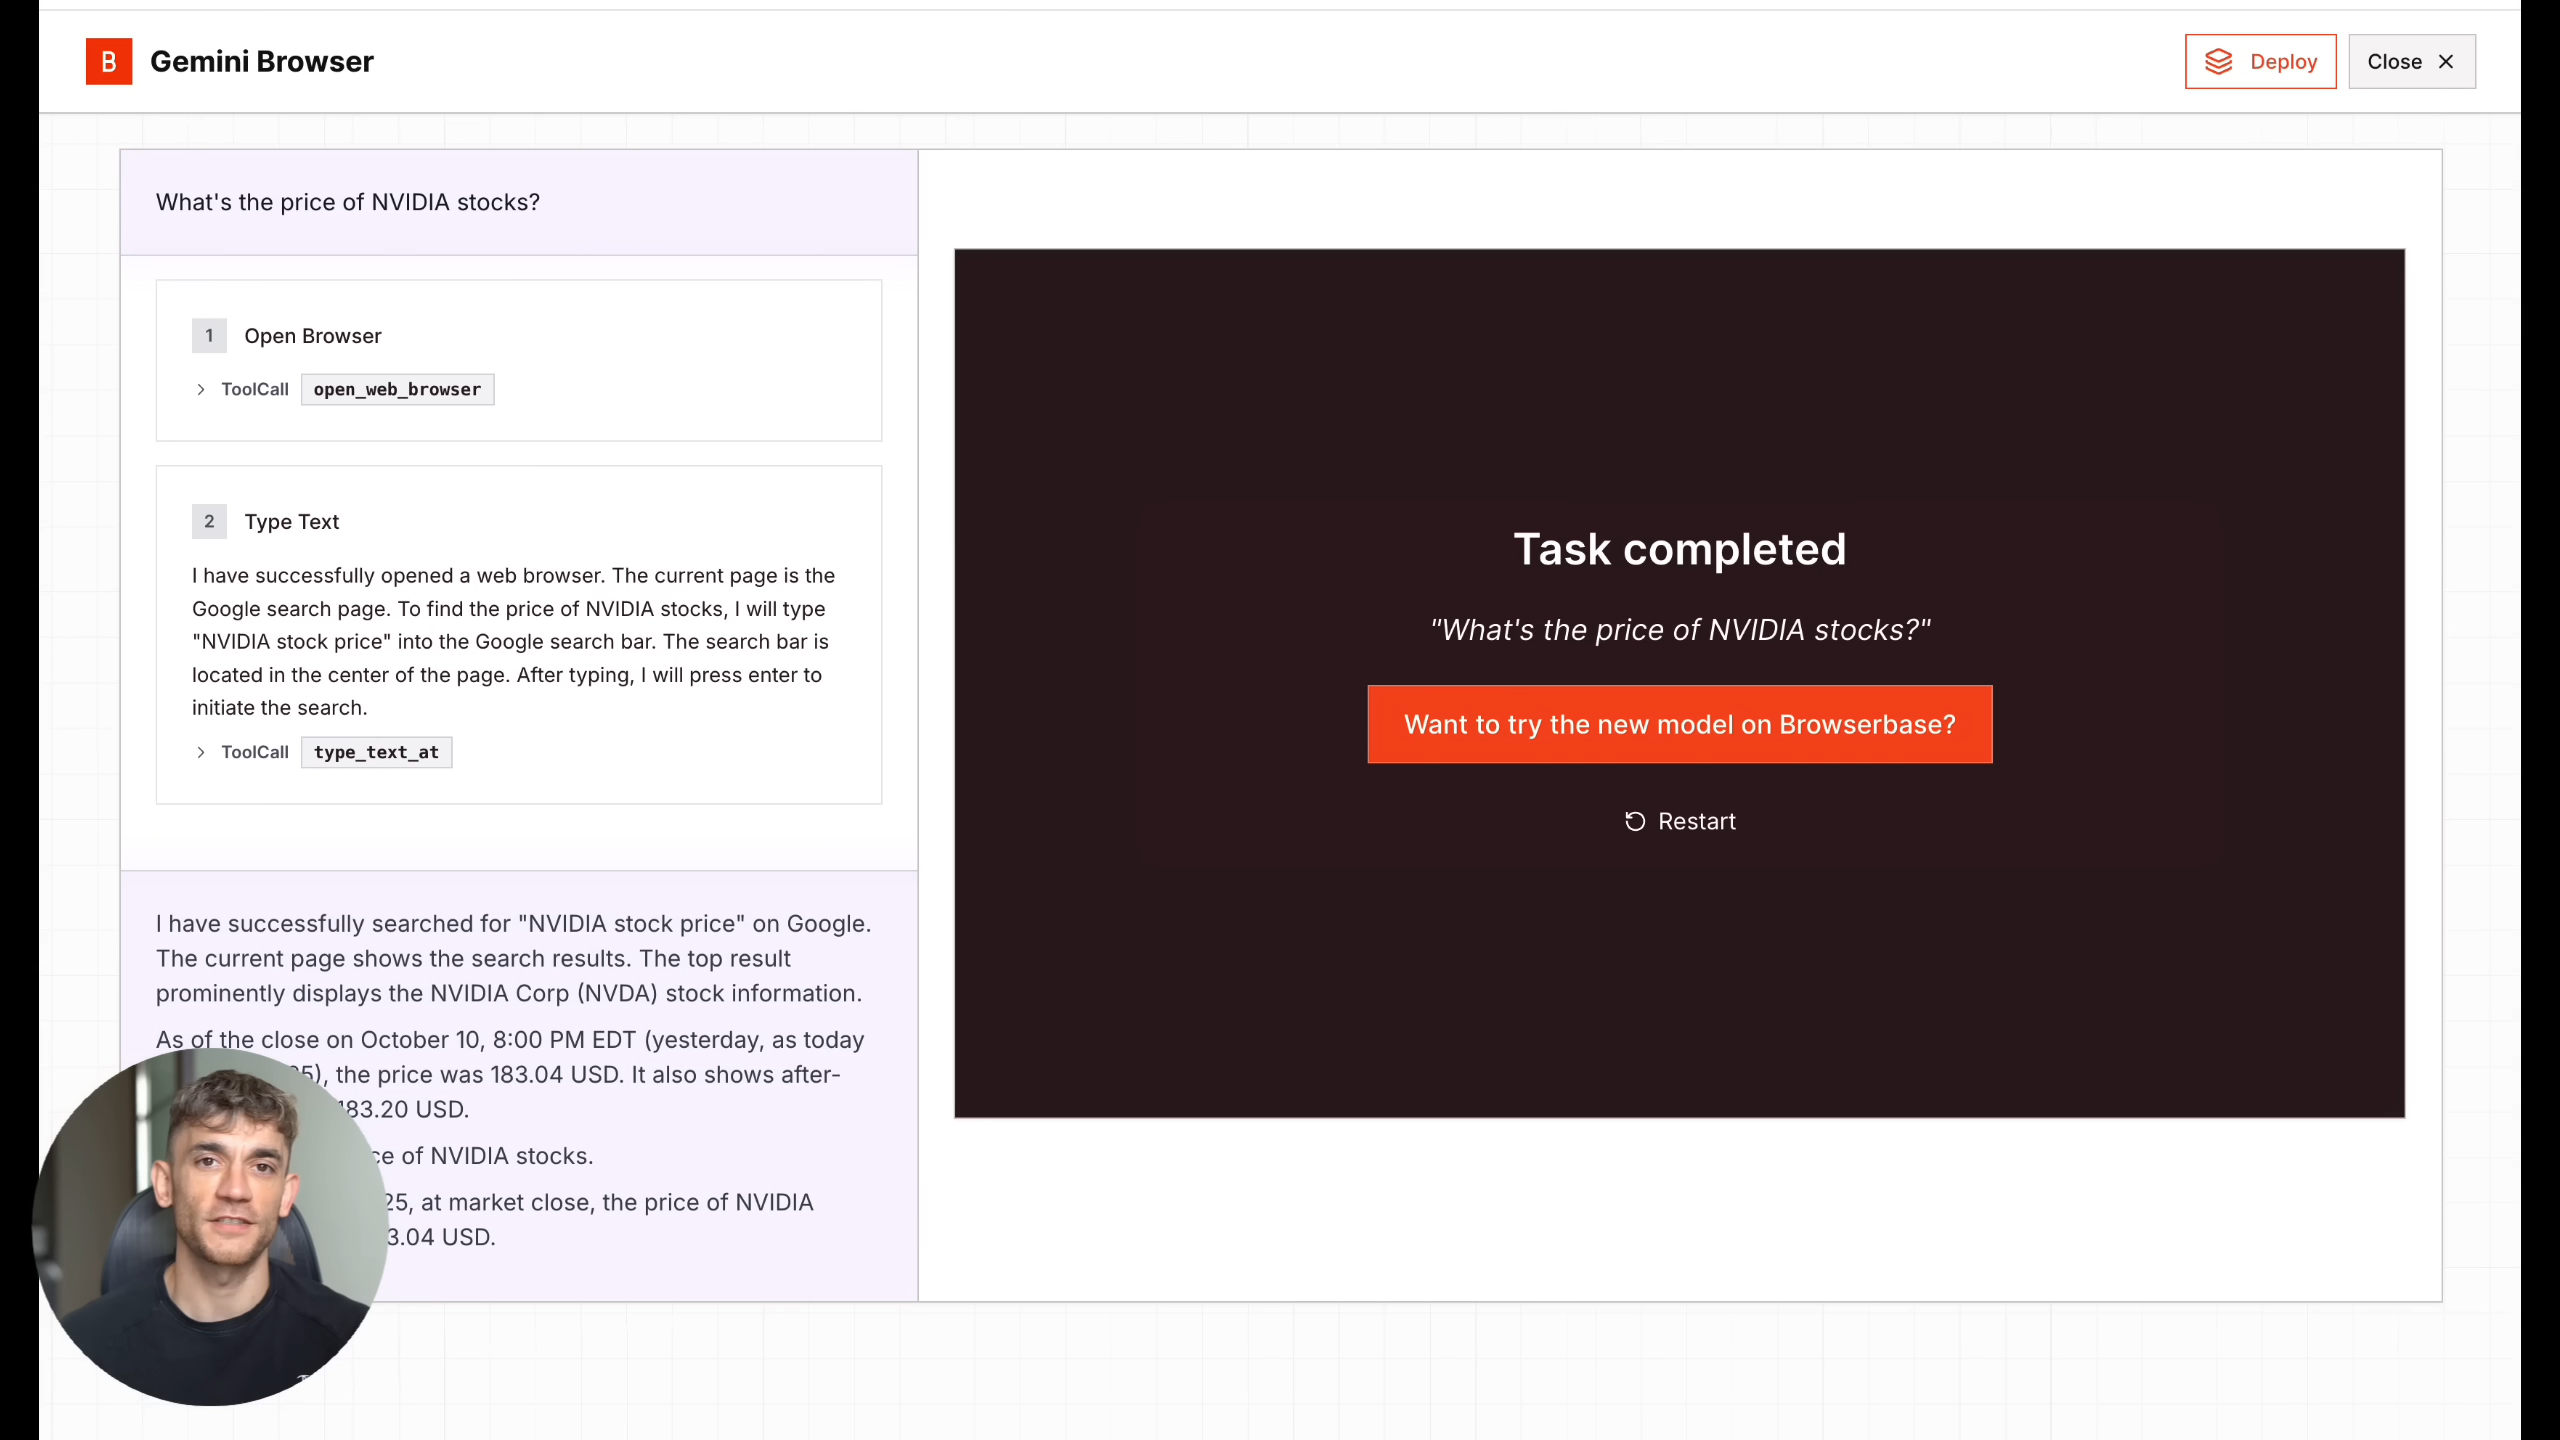 B Gemini Browser
Deploy
Close
What's the price of NVIDIA stocks?
1 Open Browser
ToolCall open_web_browser
2 Type Text
I have successfully opened a web browser. The current page is the
Google search page. To find the price of NVIDIA stocks, I will type
"NVIDIA stock price" into the Google search bar. The search bar is
located in the center of the page. After typing, I will press enter to
initiate the search.
ToolCall type_text_at
I have successfully searched for "NVIDIA stock price" on Google.
The current page shows the search results. The top result
prominently displays the NVIDIA Corp (NVDA) stock information.
As of the close on October 10, 8:00 PM EDT (yesterday, as today
5), the price was 183.04 USD. It also shows after-
183.20 USD.
of NVIDIA stocks.
25, at market close, the price of NVIDIA
3.04 USD.
Task completed
"What's the price of NVIDIA stocks?"
Want to try the new model on Browserbase?
Restart